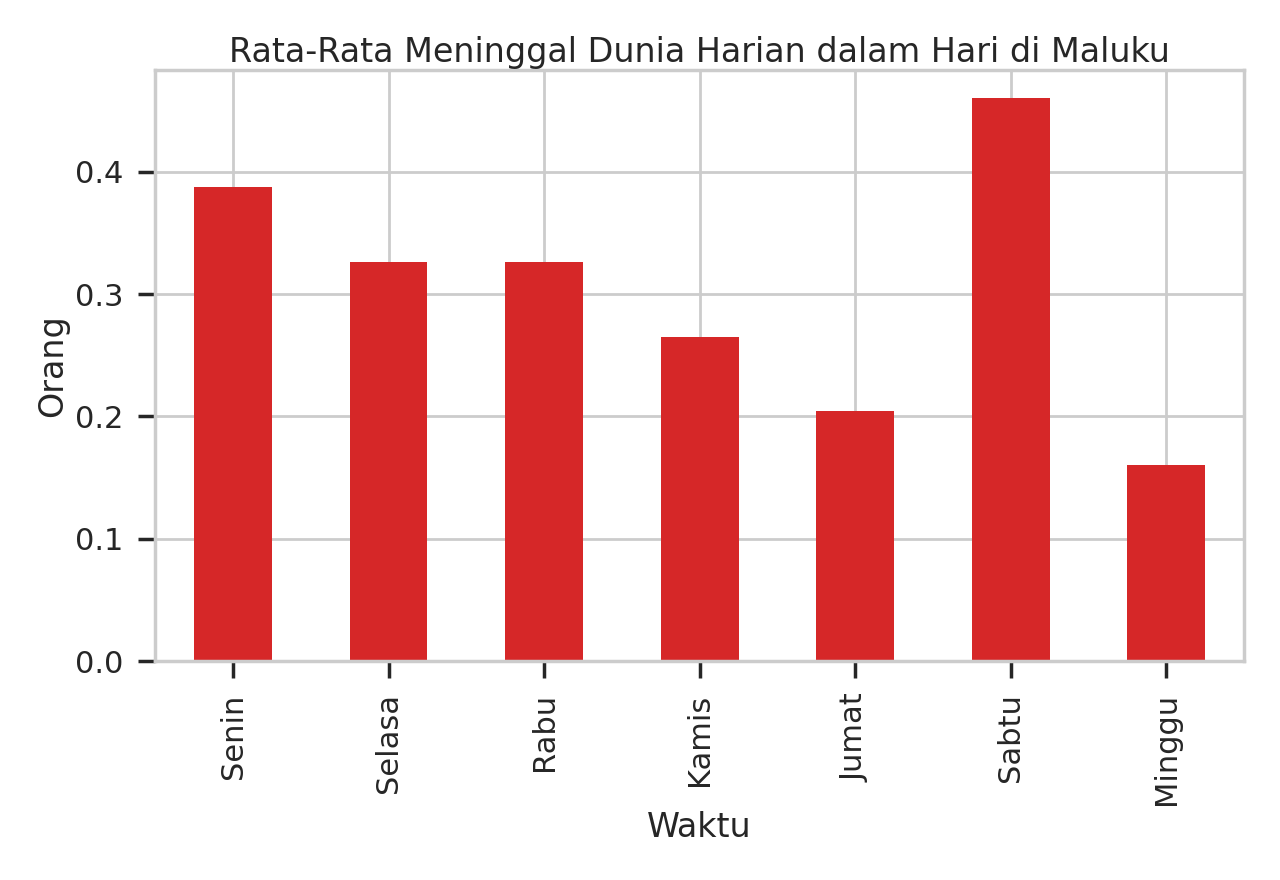 Rata-Rata Meninggal Dunia Harian dalam Hari di Maluku
0.4
0.3
0.2
0.1
0.0
Orang
Senin
Selasa
Rabu
Kamis
Jumat
Sabtu
Minggu
Waktu